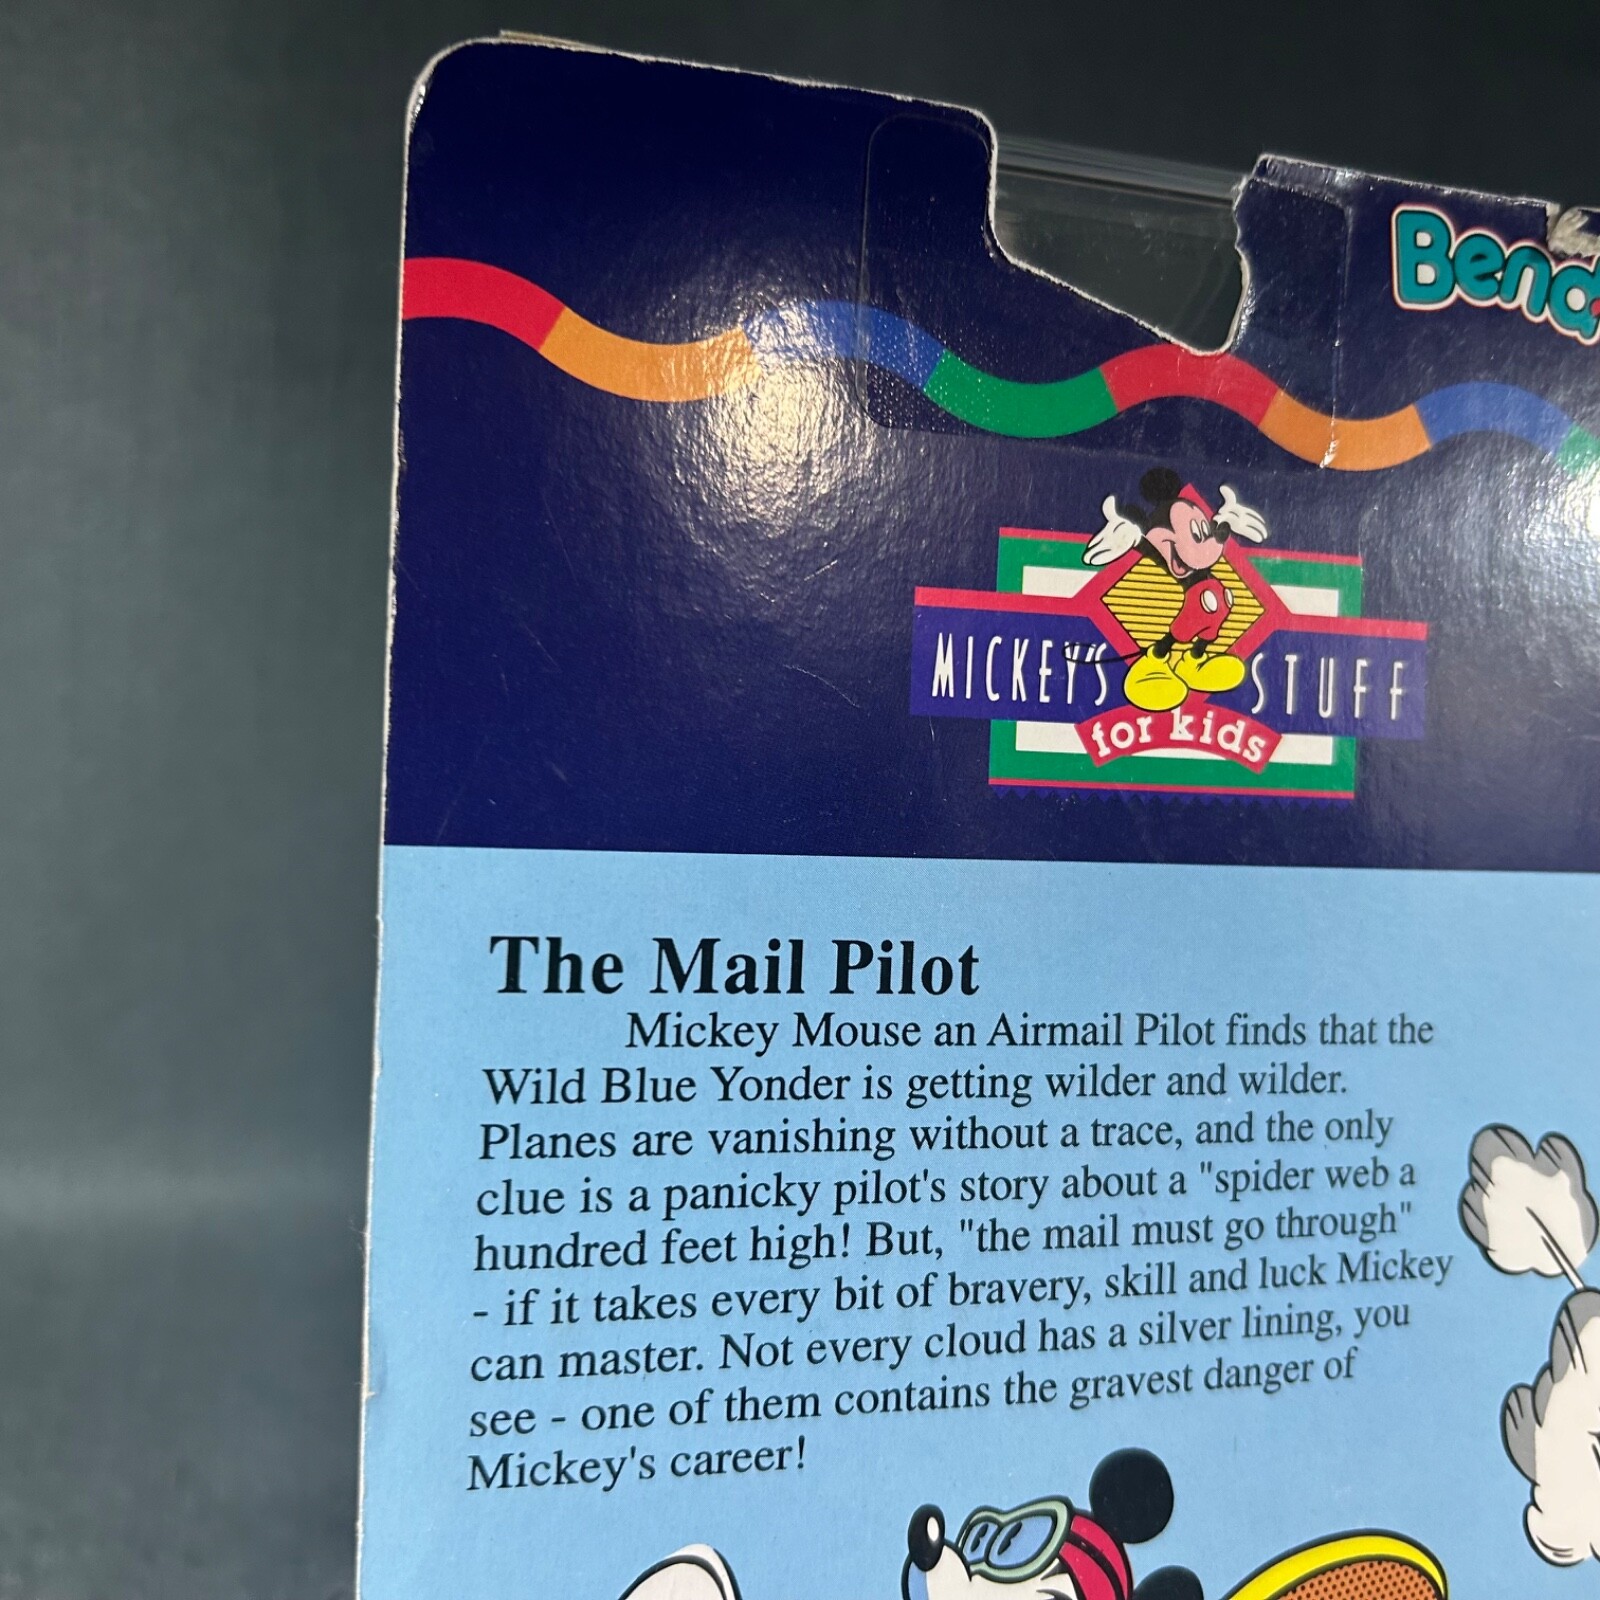 MICKEY'S STUFF
for kids
The Mail Pilot
Mickey Mouse an Airmail Pilot finds that the
Wild Blue Yonder is getting wilder and wilder.
Planes are vanishing without a trace, and the only
clue is a panicky pilot's story about a "spider web a
hundred feet high! But, "the mail must go through"
- if it takes every bit of bravery, skill and luck Mickey
can master. Not every cloud has a silver lining, you
see - one of them contains the gravest danger of
Mickey's career!